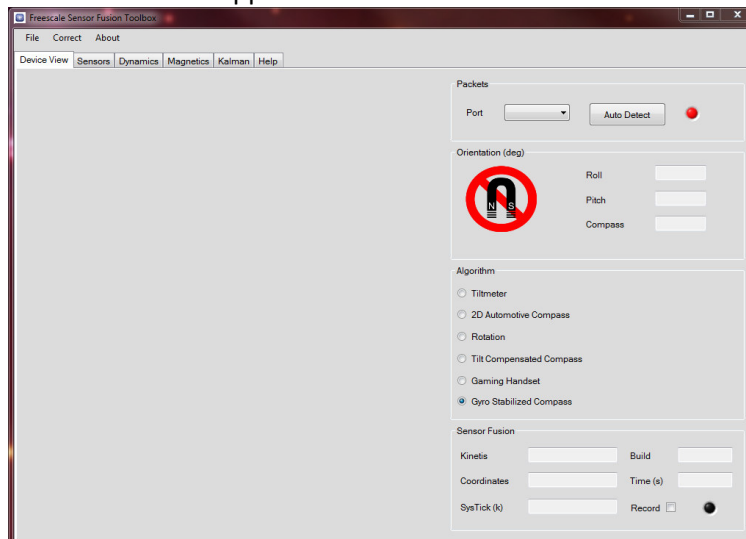 Freescale Sensor Fusion Toolbox
File Correct About
Device View Sensors Dynamics Magnetics Kalman Help
Packets
Port Auto Detect
Orientation (deg)
Roll
N S
Pitch
Compass
Algorithm
Tiltmeter
2D Automotive Compass
Rotation
Tilt Compensated Compass
Gaming Handset
Gyro Stabilized Compass
Sensor Fusion
Kinetis Build
Coordinates Time (s)
SysTick (k) Record